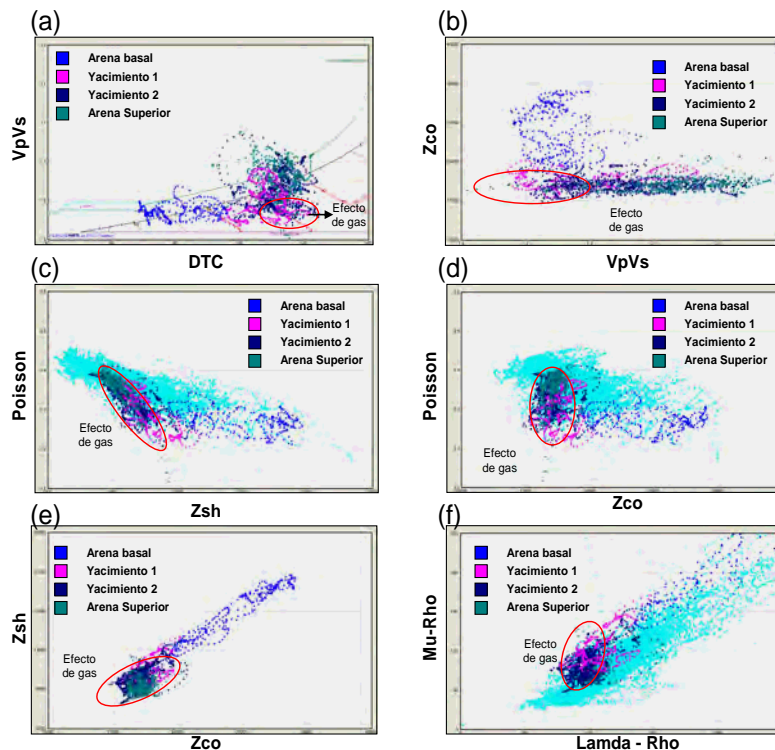 (a)
Arena basal
Yacimiento 1
Yacimiento 2
Arena Superior
VpVs
Efecto
de gas
DTC
(b)
Arena basal
Yacimiento 1
Yacimiento 2
Arena Superior
Zco
Efecto
de gas
VpVs
(c)
Arena basal
Yacimiento 1
Yacimiento 2
Arena Superior
Poisson
Efecto
de gas
Zsh
(d)
Arena basal
Yacimiento 1
Yacimiento 2
Arena Superior
Poisson
Efecto
de gas
Zco
(e)
Arena basal
Yacimiento 1
Yacimiento 2
Arena Superior
Zsh
Efecto
de gas
Zco
(f)
Arena basal
Yacimiento 1
Yacimiento 2
Arena Superior
Mu-Rho
Efecto
de gas
Lamda - Rho